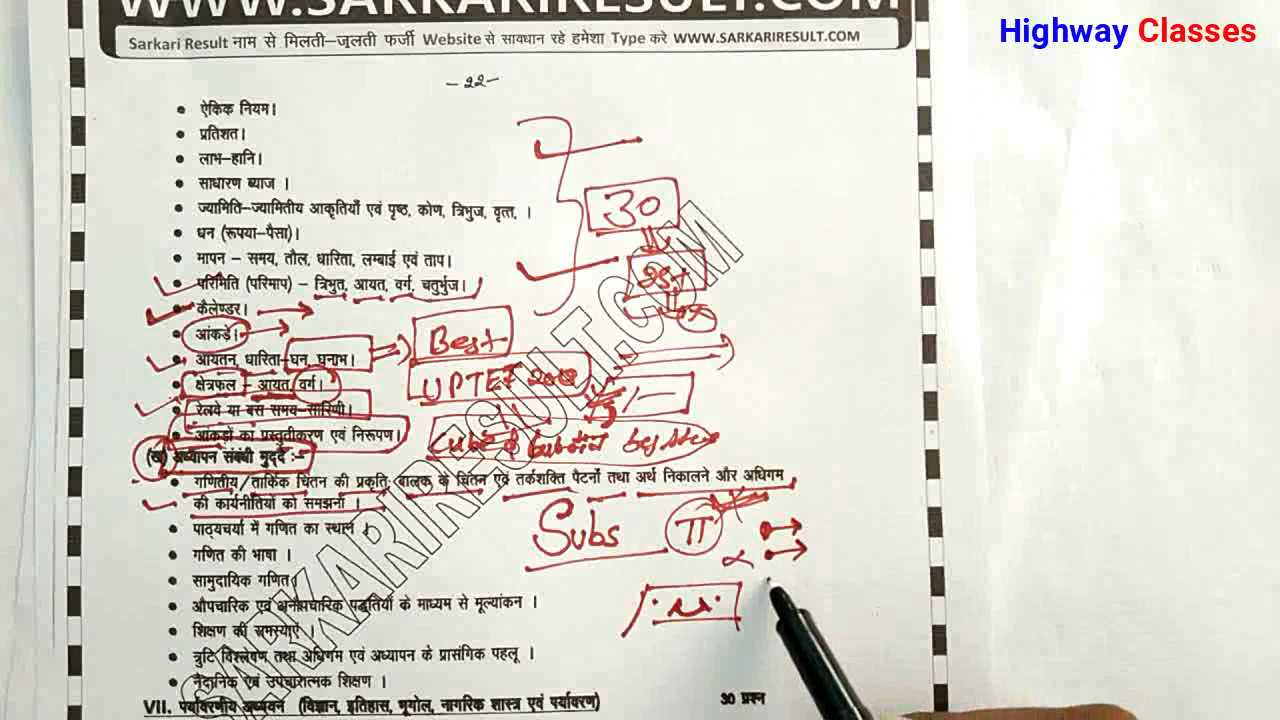 WWW.SARKARIRESULT.COM
Highway Classes
Sarkari Result नाम से मिलती-जुलती फर्जी Website से सावधान रहे हमेशा Type करे WWW.SARKARIRESULT.COM
-२२-
• ऐकिक नियम।
• प्रतिशत।
• लाभ-हानि।
• साधारण ब्याज ।
• ज्यामिति-ज्यामितीय आकृतियाँ एवं पृष्ठ, कोण, त्रिभुज, वृत्त, ।
30
• धन (रूपया-पैसा)।
• मापन - समय, तौल, धारिता, लम्बाई एवं ताप।
• परिमिति (परिमाप) - त्रिभुत, आयत, वर्ग, चतुर्भुज।
• कैलेण्डर।
• आंकड़े।
Best
• आयतन, धारिता-घन, घनाभ।
• क्षेत्रफल - आयत, वर्ग।
UPTET
• रेलवे या बस समय-सारिणी।
• आंकड़ों का प्रस्तुतीकरण एवं निरूपण।
(ख) अध्यापन संबंधी मुद्दे :-
• गणितीय/तार्किक चिंतन की प्रकृति, बालक के चिंतन एवं तर्कशक्ति पैटर्नो तथा अर्थ निकालने और अधिगम
की कार्यनीतियों को समझना ।
Subs π
• पाठ्यचर्या में गणित का स्थान ।
• गणित की भाषा ।
∝
• सामुदायिक गणित।
• औपचारिक एवं अनौपचारिक पद्धतियों के माध्यम से मूल्यांकन ।
• शिक्षण की समस्याएं ।
• त्रुटि विश्लेषण तथा अधिगम एवं अध्यापन के प्रासंगिक पहलू ।
• नैदानिक एवं उपचारात्मक शिक्षण ।
VII. पर्यावरणीय अध्ययन (विज्ञान, इतिहास, भूगोल, नागरिक शास्त्र एवं पर्यावरण) 30 प्रश्न
SARKARIRESULT.COM